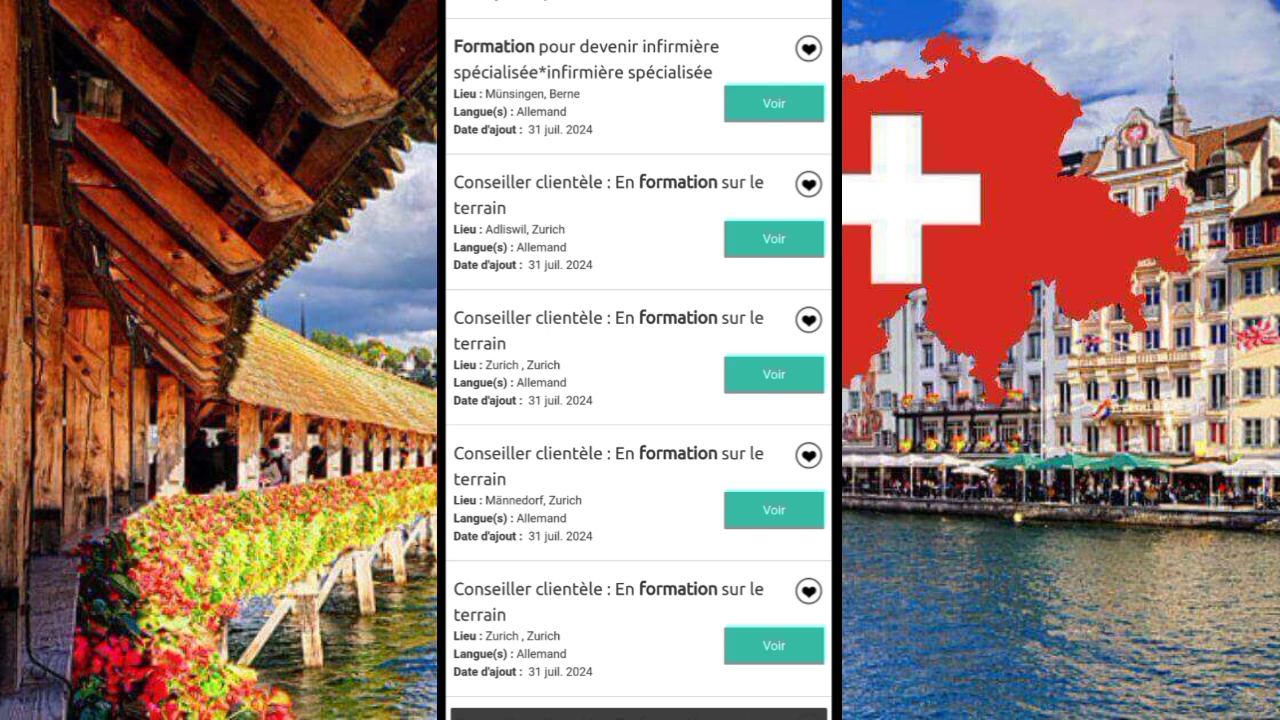 Formation pour devenir infirmière
spécialisée*infirmière spécialisée
Lieu : Münsingen, Berne
Langue(s) : Allemand
Date d'ajout : 31 juil. 2024
Voir
Conseiller clientèle : En formation sur le
terrain
Lieu : Adliswil, Zurich
Langue(s) : Allemand
Date d'ajout : 31 juil. 2024
Voir
Conseiller clientèle : En formation sur le
terrain
Lieu : Zurich , Zurich
Langue(s) : Allemand
Date d'ajout : 31 juil. 2024
Voir
Conseiller clientèle : En formation sur le
terrain
Lieu : Männedorf, Zurich
Langue(s) : Allemand
Date d'ajout : 31 juil. 2024
Voir
Conseiller clientèle : En formation sur le
terrain
Lieu : Zurich , Zurich
Langue(s) : Allemand
Date d'ajout : 31 juil. 2024
Voir